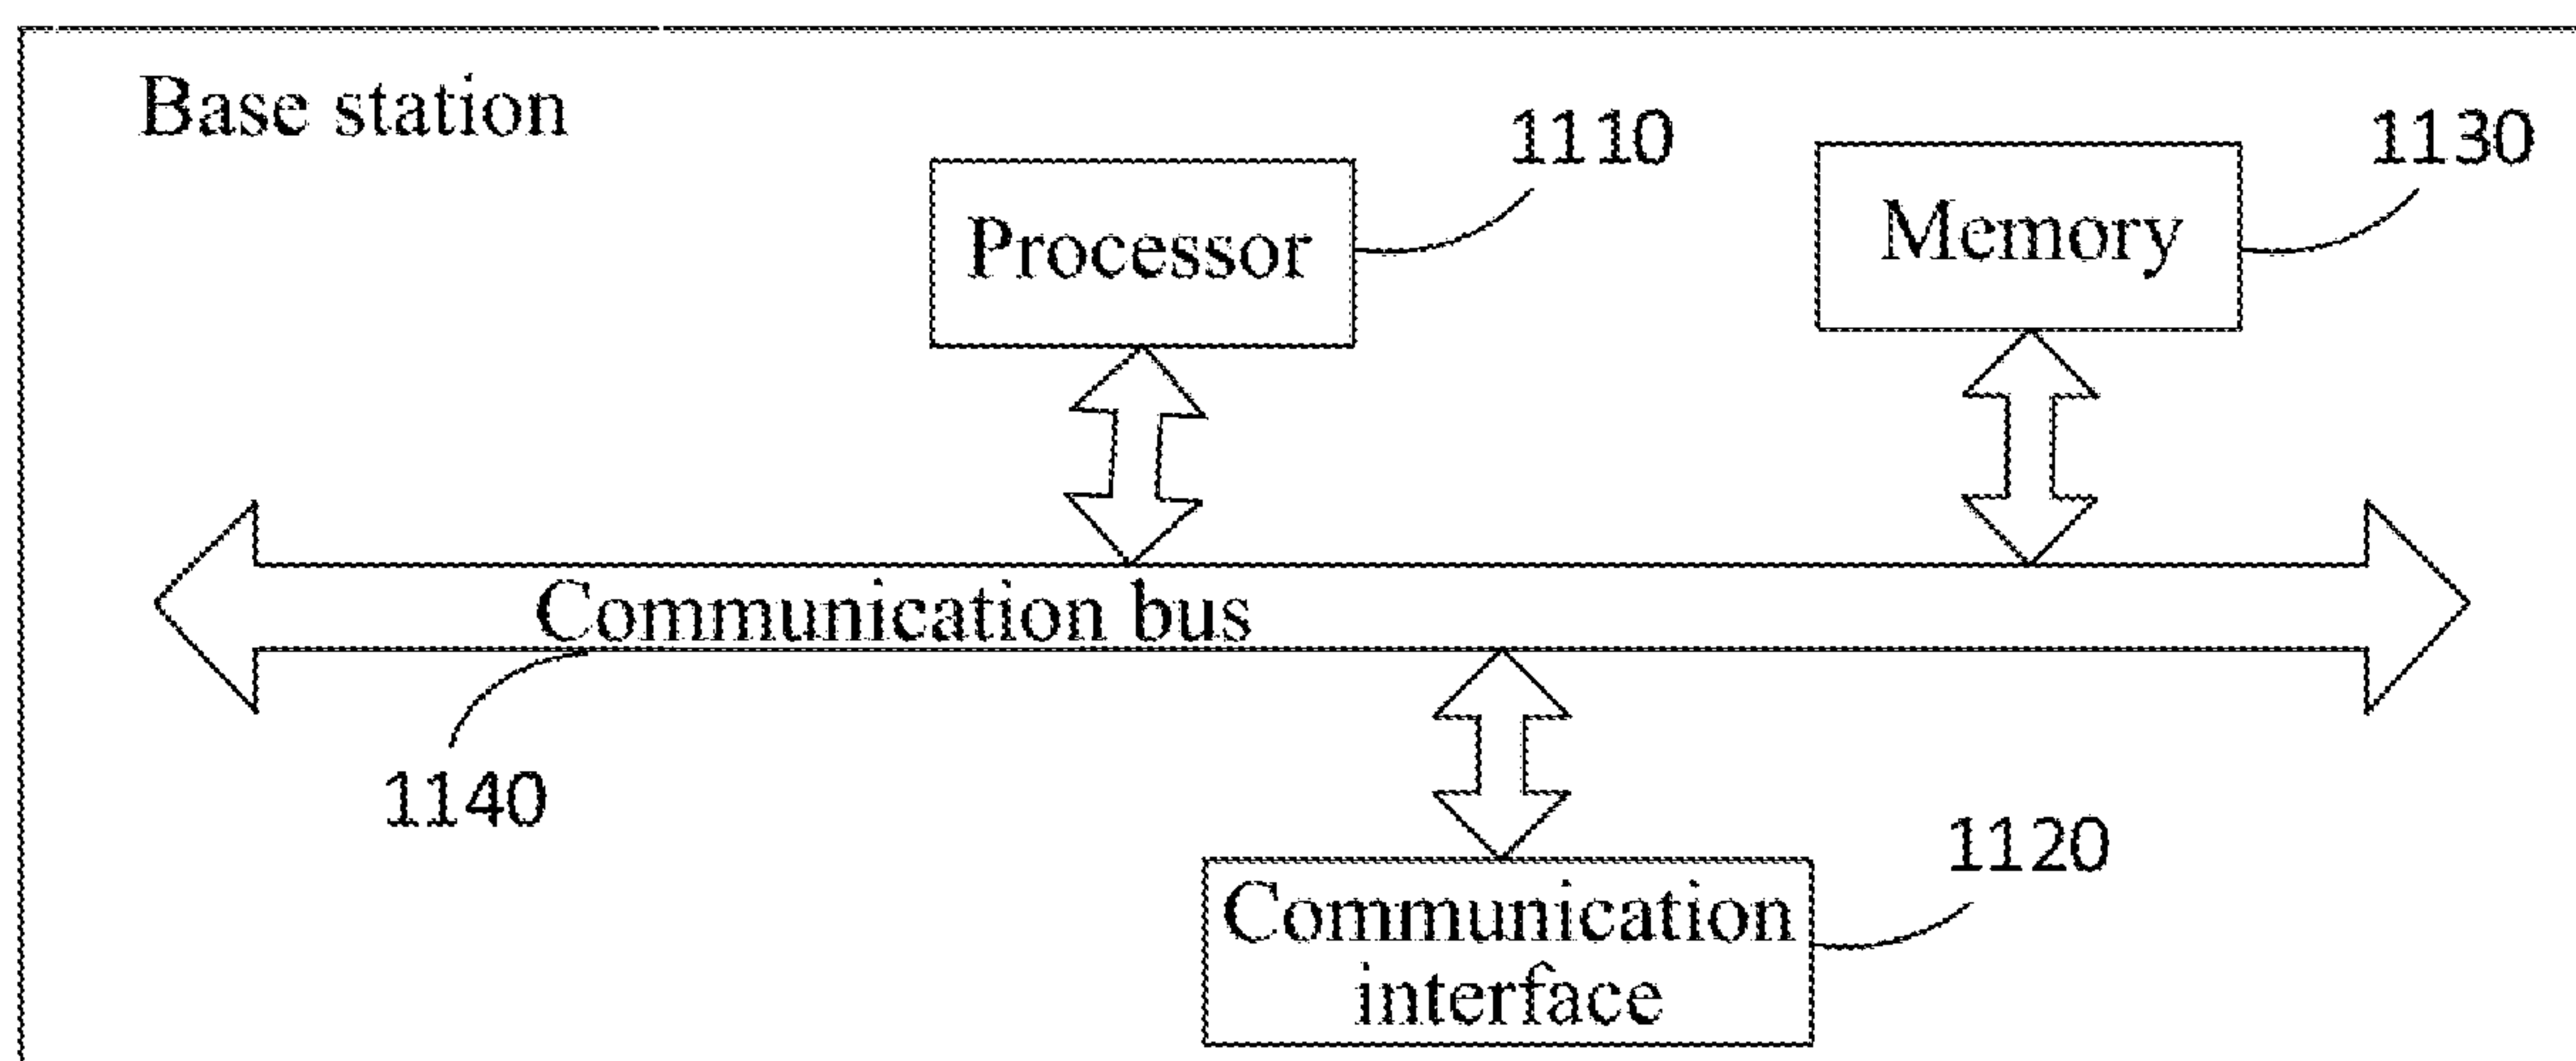 Base station
1110
1130
Processor
Memory
Communication bus
1140
1120
Communication
interface